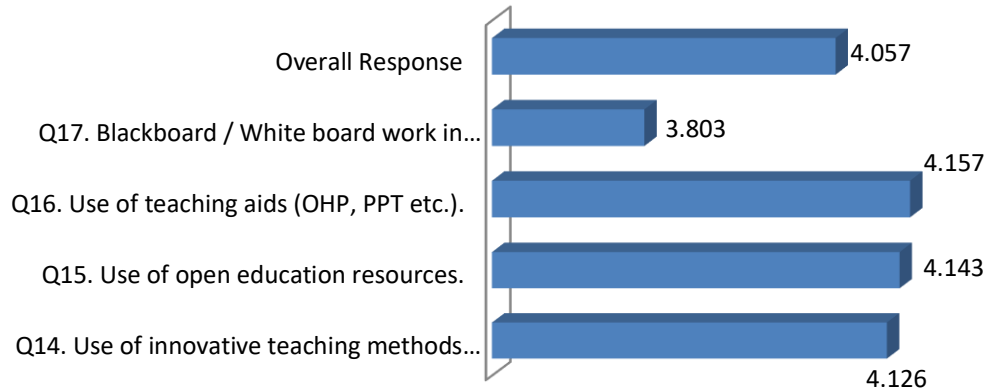 Overall Response
4.057
Q17. Blackboard / White board work in...
3.803
Q16. Use of teaching aids (OHP, PPT etc.).
4.157
Q15. Use of open education resources.
4.143
Q14. Use of innovative teaching methods...
4.126